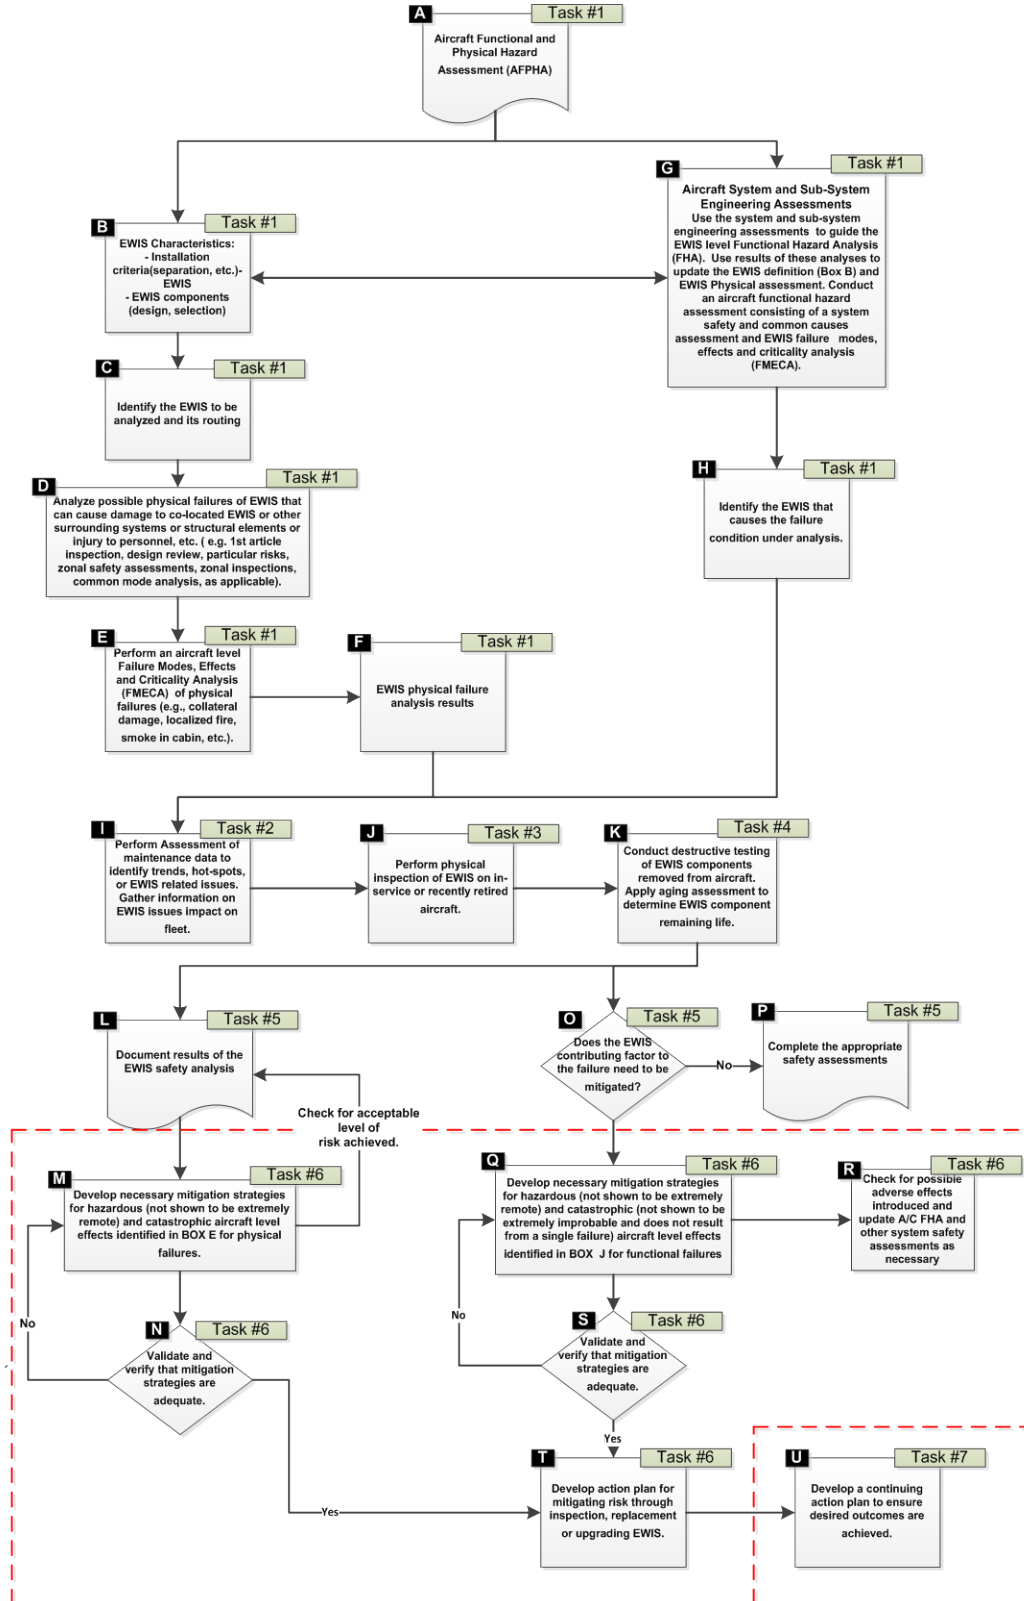 A
Task #1
Aircraft Functional and
Physical Hazard
Assessment (AFPHA)
G
Task #1
Aircraft System and Sub-System
Engineering Assessments
Use the system and sub-system
engineering assessments to guide the
EWIS level Functional Hazard Analysis
(FHA). Use results of these analyses to
update the EWIS definition (Box B) and
EWIS Physical assessment. Conduct
an aircraft functional hazard
assessment consisting of a system
safety and common causes
assessment and EWIS failure modes,
effects and criticality analysis
(FMECA).
B
Task #1
EWIS Characteristics:
- Installation
criteria(separation, etc.)-
EWIS
- EWIS components
(design, selection)
C
Task #1
Identify the EWIS to be
analyzed and its routing
D
Task #1
Analyze possible physical failures of EWIS that
can cause damage to co-located EWIS or other
surrounding systems or structural elements or
injury to personnel, etc. ( e.g. 1st article
inspection, design review, particular risks,
zonal safety assessments, zonal inspections,
common mode analysis, as applicable).
H
Task #1
Identify the EWIS that
causes the failure
condition under analysis.
E
Task #1
Perform an aircraft level
Failure Modes, Effects
and Criticality Analysis
(FMECA) of physical
failures (e.g., collateral
damage, localized fire,
smoke in cabin, etc.).
F
Task #1
EWIS physical failure
analysis results
I
Task #2
Perform Assessment of
maintenance data to
identify trends, hot-spots,
or EWIS related issues.
Gather information on
EWIS issues impact on
fleet.
J
Task #3
Perform physical
inspection of EWIS on in-
service or recently retired
aircraft.
K
Task #4
Conduct destructive testing
of EWIS components
removed from aircraft.
Apply aging assessment to
determine EWIS component
remaining life.
L
Task #5
Document results of the
EWIS safety analysis
O
Task #5
Does the EWIS
contributing factor to
the failure need to be
mitigated?
No
P
Task #5
Complete the appropriate
safety assessments
Check for acceptable
level of
risk achieved.
M
Task #6
Develop necessary mitigation strategies
for hazardous (not shown to be extremely
remote) and catastrophic aircraft level
effects identified in BOX E for physical
failures.
Q
Task #6
Develop necessary mitigation strategies
for hazardous (not shown to be extremely
remote) and catastrophic (not shown to be
extremely improbable and does not result
from a single failure) aircraft level effects
identified in BOX J for functional failures
R
Task #6
Check for possible
adverse effects
introduced and
update A/C FHA and
other system safety
assessments as
necessary
No
N
Task #6
Validate and
verify that mitigation
strategies are
adequate.
No
S
Task #6
Validate and
verify that mitigation
strategies are
adequate.
Yes
Yes
T
Task #6
Develop action plan for
mitigating risk through
inspection, replacement
or upgrading EWIS.
U
Task #7
Develop a continuing
action plan to ensure
desired outcomes are
achieved.